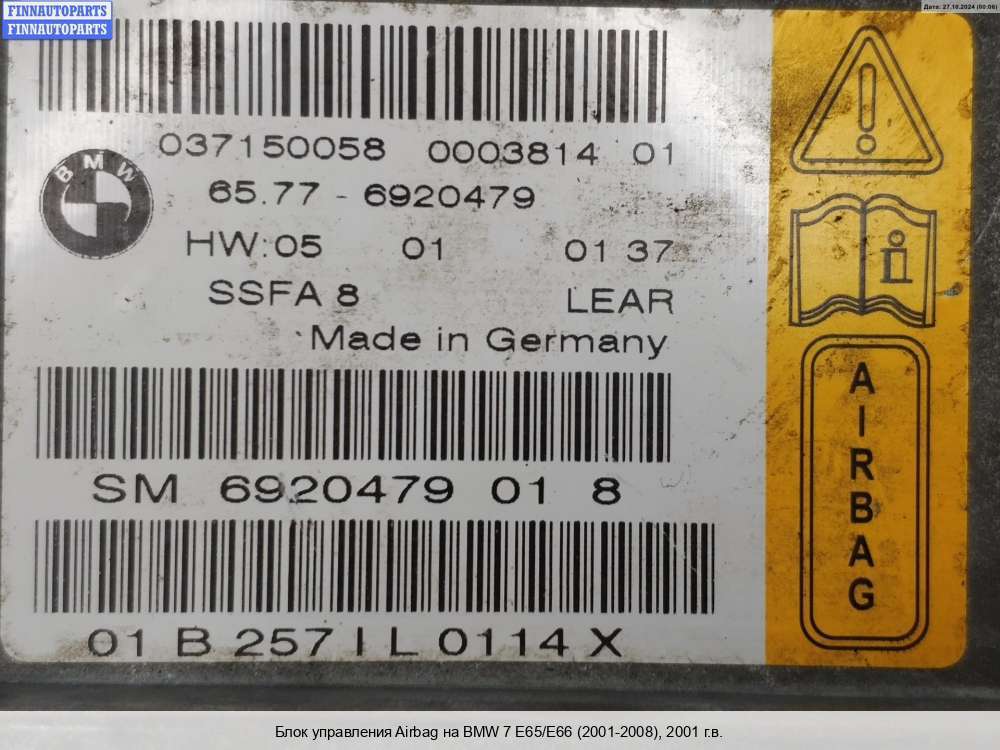 FINNAUTOPARTS
FINNAUTOPARTS
Дата: 27.10.2024 (00:06)
037150058 0003814 01
BMW
65.77 - 6920479
HW:05 01 01 37
SSFA 8 LEAR
Made in Germany
SM 6920479 01 8
01 B 257 I L 0114 X
i
AIRBAG
Блок управления Airbag на BMW 7 E65/E66 (2001-2008), 2001 г.в.